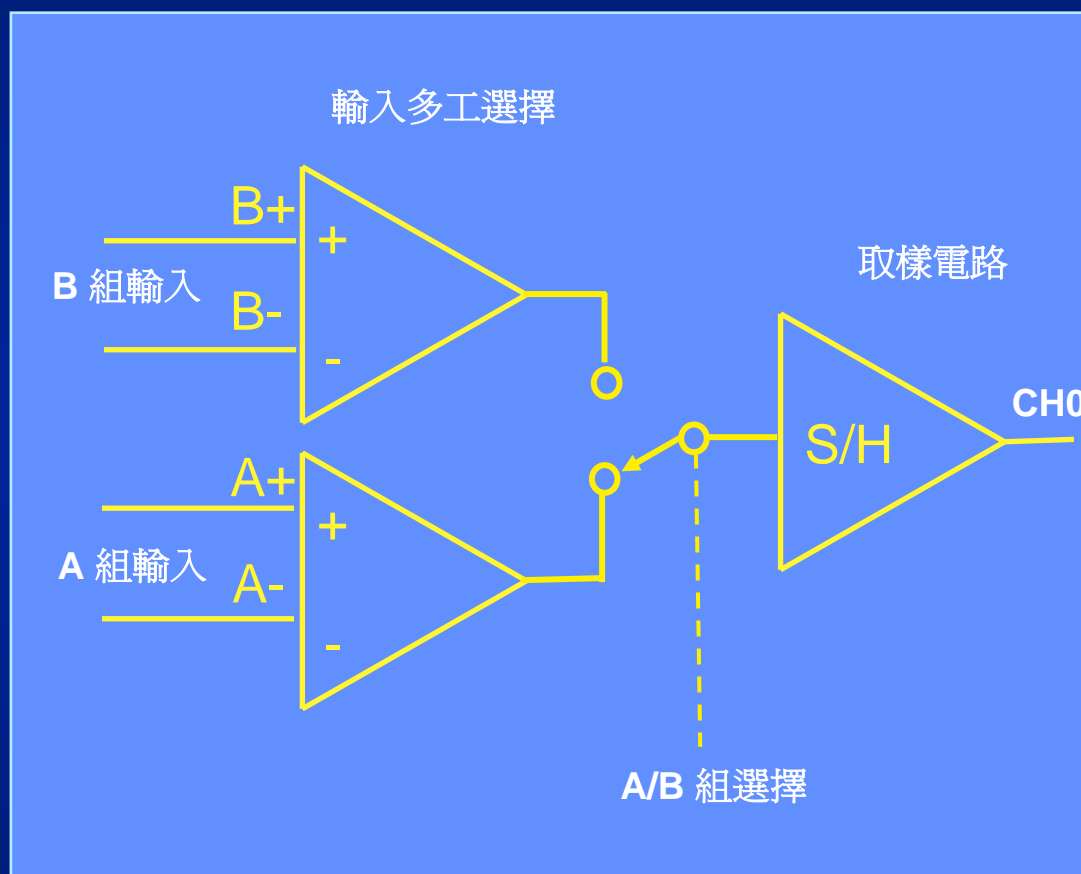 輸入多工選擇
B+
+
B 組輸入
B-
-
取樣電路
CH0
S/H
A+
+
A 組輸入
A-
-
A/B 組選擇